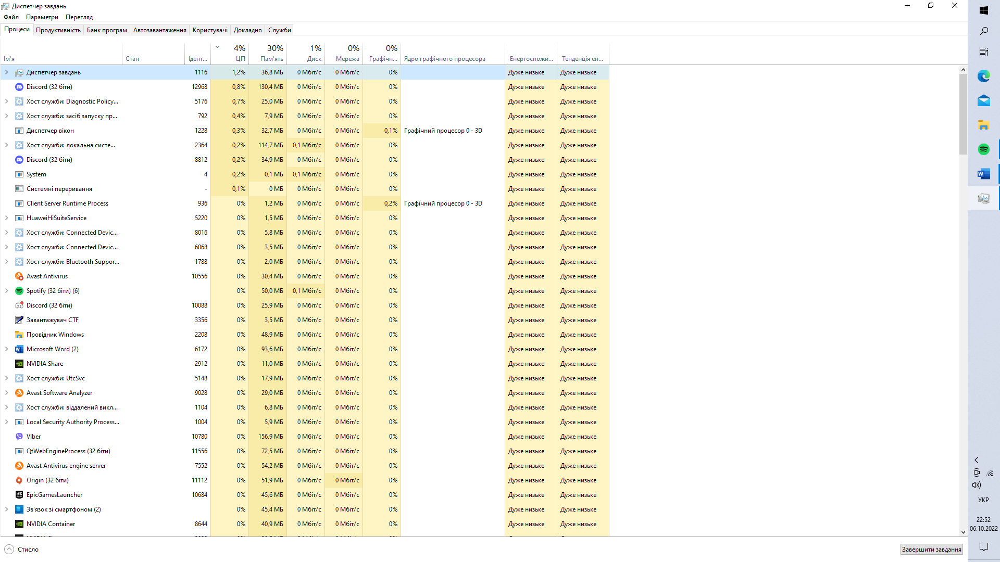 Диспетчер завдань
Файл Параметри Перегляд
Процеси Продуктивність Банк програм Автозавантаження Користувачі Докладно Служби
4% 30% 1% 0% 0%
Ім'я Стан Ідент... ЦП Пам'ять Диск Мережа Графічн... Ядро графічного процесора Енергоспожи... Тенденція ен...
Диспетчер завдань 1116 1,2% 36,8 МБ 0 Мбіт/с 0 Мбіт/с 0% Дуже низьке Дуже низьке
Discord (32 біти) 12968 0,8% 130,4 МБ 0 Мбіт/с 0 Мбіт/с 0% Дуже низьке Дуже низьке
Хост служби: Diagnostic Policy... 5176 0,7% 25,0 МБ 0 Мбіт/с 0 Мбіт/с 0% Дуже низьке Дуже низьке
Хост служби: засіб запуску пр... 792 0,4% 7,9 МБ 0 Мбіт/с 0 Мбіт/с 0% Дуже низьке Дуже низьке
Диспетчер вікон 1228 0,3% 32,7 МБ 0 Мбіт/с 0 Мбіт/с 0,1% Графічний процесор 0 - 3D Дуже низьке Дуже низьке
Хост служби: локальна систе... 2364 0,2% 114,7 МБ 0,1 Мбіт/с 0 Мбіт/с 0% Дуже низьке Дуже низьке
Discord (32 біти) 8812 0,2% 34,9 МБ 0 Мбіт/с 0 Мбіт/с 0% Дуже низьке Дуже низьке
System 4 0,2% 0,1 МБ 0,1 Мбіт/с 0 Мбіт/с 0% Дуже низьке Дуже низьке
Системні переривання - 0,1% 0 МБ 0 Мбіт/с 0 Мбіт/с 0% Дуже низьке Дуже низьке
Client Server Runtime Process 936 0% 1,2 МБ 0 Мбіт/с 0 Мбіт/с 0,2% Графічний процесор 0 - 3D Дуже низьке Дуже низьке
HuaweiHiSuiteService 5220 0% 1,5 МБ 0 Мбіт/с 0 Мбіт/с 0% Дуже низьке Дуже низьке
Хост служби: Connected Devic... 8016 0% 5,8 МБ 0 Мбіт/с 0 Мбіт/с 0% Дуже низьке Дуже низьке
Хост служби: Connected Devic... 6068 0% 3,5 МБ 0 Мбіт/с 0 Мбіт/с 0% Дуже низьке Дуже низьке
Хост служби: Bluetooth Suppor... 1788 0% 2,0 МБ 0 Мбіт/с 0 Мбіт/с 0% Дуже низьке Дуже низьке
Avast Antivirus 10556 0% 30,4 МБ 0 Мбіт/с 0 Мбіт/с 0% Дуже низьке Дуже низьке
Spotify (32 біти) (6) 0% 50,0 МБ 0,1 Мбіт/с 0 Мбіт/с 0% Дуже низьке Дуже низьке
Discord (32 біти) 10088 0% 25,9 МБ 0 Мбіт/с 0 Мбіт/с 0% Дуже низьке Дуже низьке
Завантажувач CTF 3356 0% 3,5 МБ 0 Мбіт/с 0 Мбіт/с 0% Дуже низьке Дуже низьке
Провідник Windows 2208 0% 48,9 МБ 0 Мбіт/с 0 Мбіт/с 0% Дуже низьке Дуже низьке
Microsoft Word (2) 6172 0% 93,6 МБ 0 Мбіт/с 0 Мбіт/с 0% Дуже низьке Дуже низьке
NVIDIA Share 2912 0% 11,0 МБ 0 Мбіт/с 0 Мбіт/с 0% Дуже низьке Дуже низьке
Хост служби: UtcSvc 5148 0% 17,9 МБ 0 Мбіт/с 0 Мбіт/с 0% Дуже низьке Дуже низьке
Avast Software Analyzer 9028 0% 29,0 МБ 0 Мбіт/с 0 Мбіт/с 0% Дуже низьке Дуже низьке
Хост служби: віддалений викл... 1104 0% 6,8 МБ 0 Мбіт/с 0 Мбіт/с 0% Дуже низьке Дуже низьке
Local Security Authority Process... 1004 0% 5,9 МБ 0 Мбіт/с 0 Мбіт/с 0% Дуже низьке Дуже низьке
Viber 10780 0% 156,9 МБ 0 Мбіт/с 0 Мбіт/с 0% Дуже низьке Дуже низьке
QtWebEngineProcess (32 біти) 11556 0% 72,5 МБ 0 Мбіт/с 0 Мбіт/с 0% Дуже низьке Дуже низьке
Avast Antivirus engine server 7552 0% 54,2 МБ 0 Мбіт/с 0 Мбіт/с 0% Дуже низьке Дуже низьке
Origin (32 біти) 11112 0% 51,9 МБ 0 Мбіт/с 0 Мбіт/с 0% Дуже низьке Дуже низьке
EpicGamesLauncher 10684 0% 45,6 МБ 0 Мбіт/с 0 Мбіт/с 0% Дуже низьке Дуже низьке
Зв'язок зі смартфоном (2) 0% 45,4 МБ 0 Мбіт/с 0 Мбіт/с 0% Дуже низьке Дуже низьке
NVIDIA Container 8644 0% 40,9 МБ 0 Мбіт/с 0 Мбіт/с 0% Дуже низьке Дуже низьке
Стисло
Завершити завдання
УКР
22:52
06.10.2022